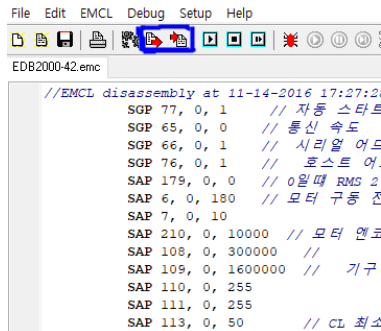 File Edit EMCL Debug Setup Help
EDB2000-42.emc
//EMCL disassembly at 11-14-2016 17:27:28
SGP 77, 0, 1 // 자동 스타트
SGP 65, 0, 0 // 통신 속도
SGP 66, 0, 1 // 시리얼 어드
SGP 76, 0, 1 // 호스트 어
SAP 179, 0, 0 // 0일떄 RMS 2
SAP 6, 0, 180 // 모터 구동 전
SAP 7, 0, 10
SAP 210, 0, 10000 // 모터 엔코
SAP 108, 0, 300000 //
SAP 109, 0, 1600000 // 기구
SAP 110, 0, 255
SAP 111, 0, 255
SAP 113, 0, 50 // CL 최소